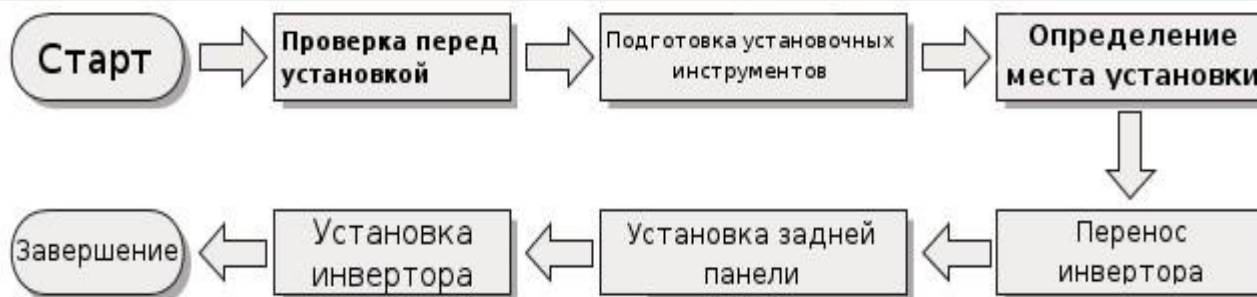 Старт
Проверка перед
установкой
Подготовка установочных
инструментов
Определение
места установки
Перенос
инвертора
Установка задней
панели
Установка
инвертора
Завершение